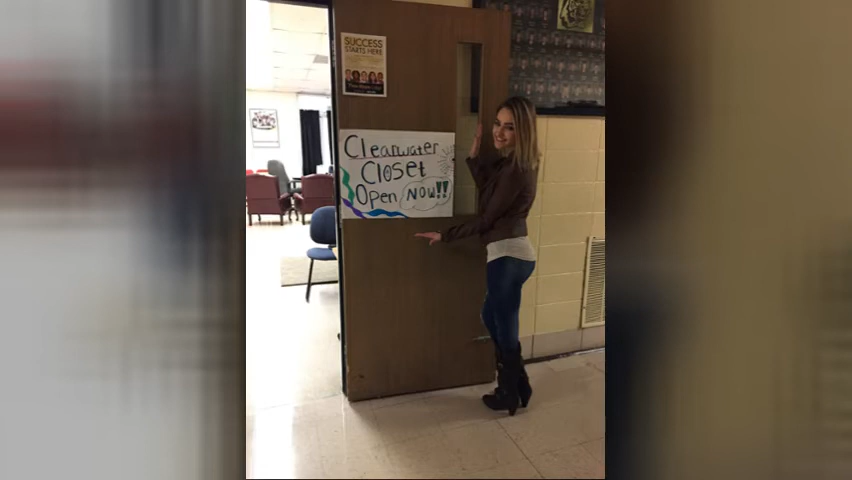 SUCCESS
STARTS HERE
Clearwater
Closet
Open NOW!!